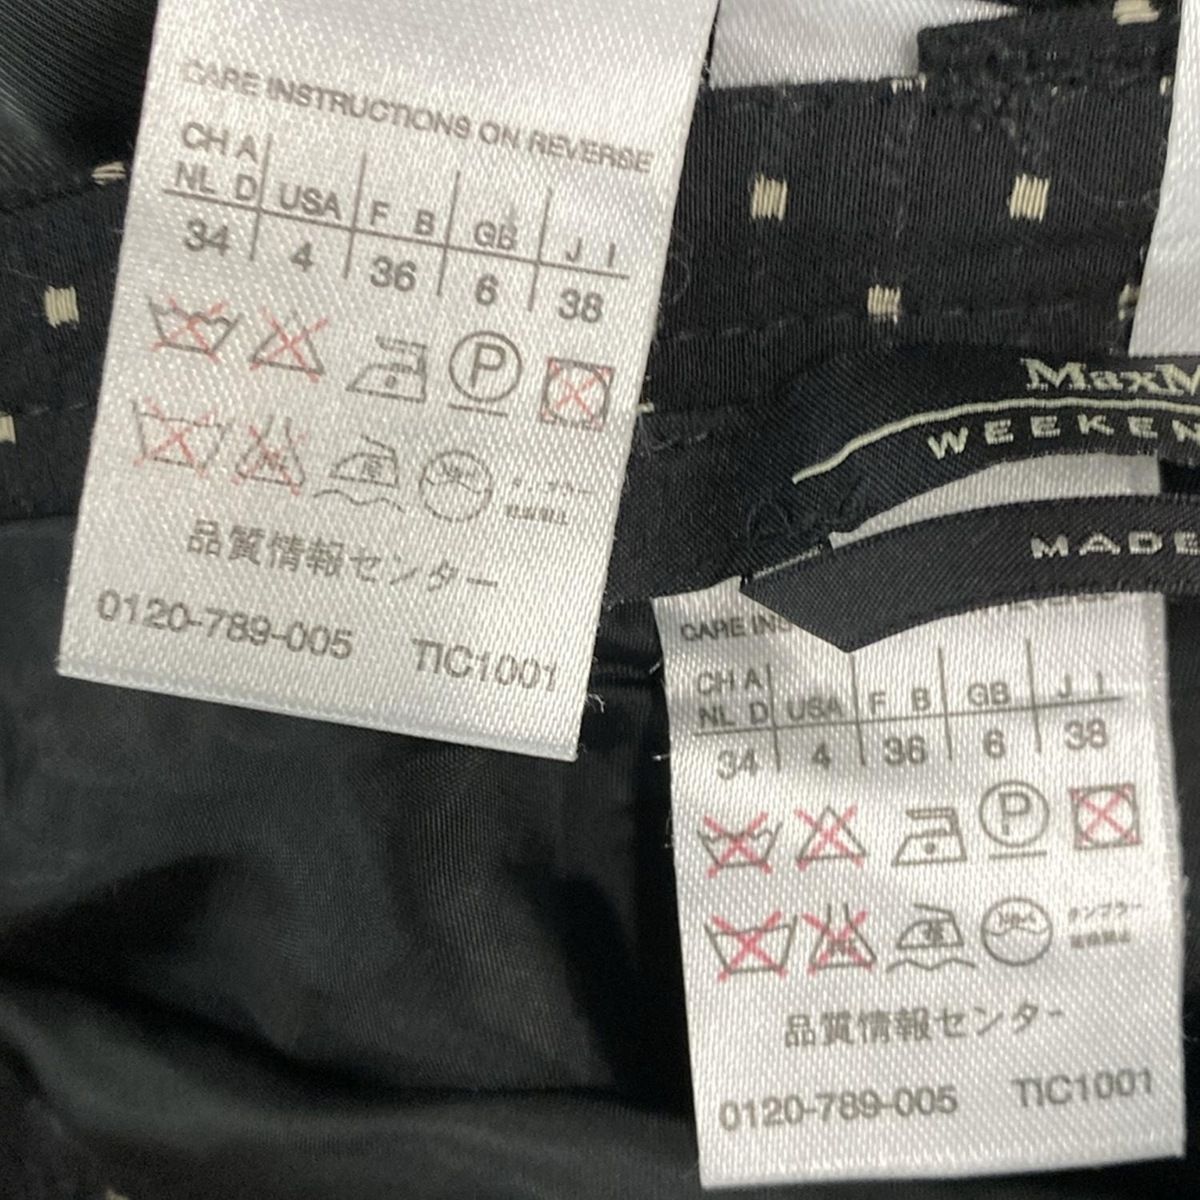 CARE INSTRUCTIONS ON REVERSE
CH A
NL D USA F B GB J I
34 4 36 6 38
P
品質情報センター
0120-789-005 TIC1001
MaxM
WEEKEN
MADE
CARE INS
CH A
NL D USA F B GB J I
34 4 36 6 38
P
品質情報センター
0120-789-005 TIC1001